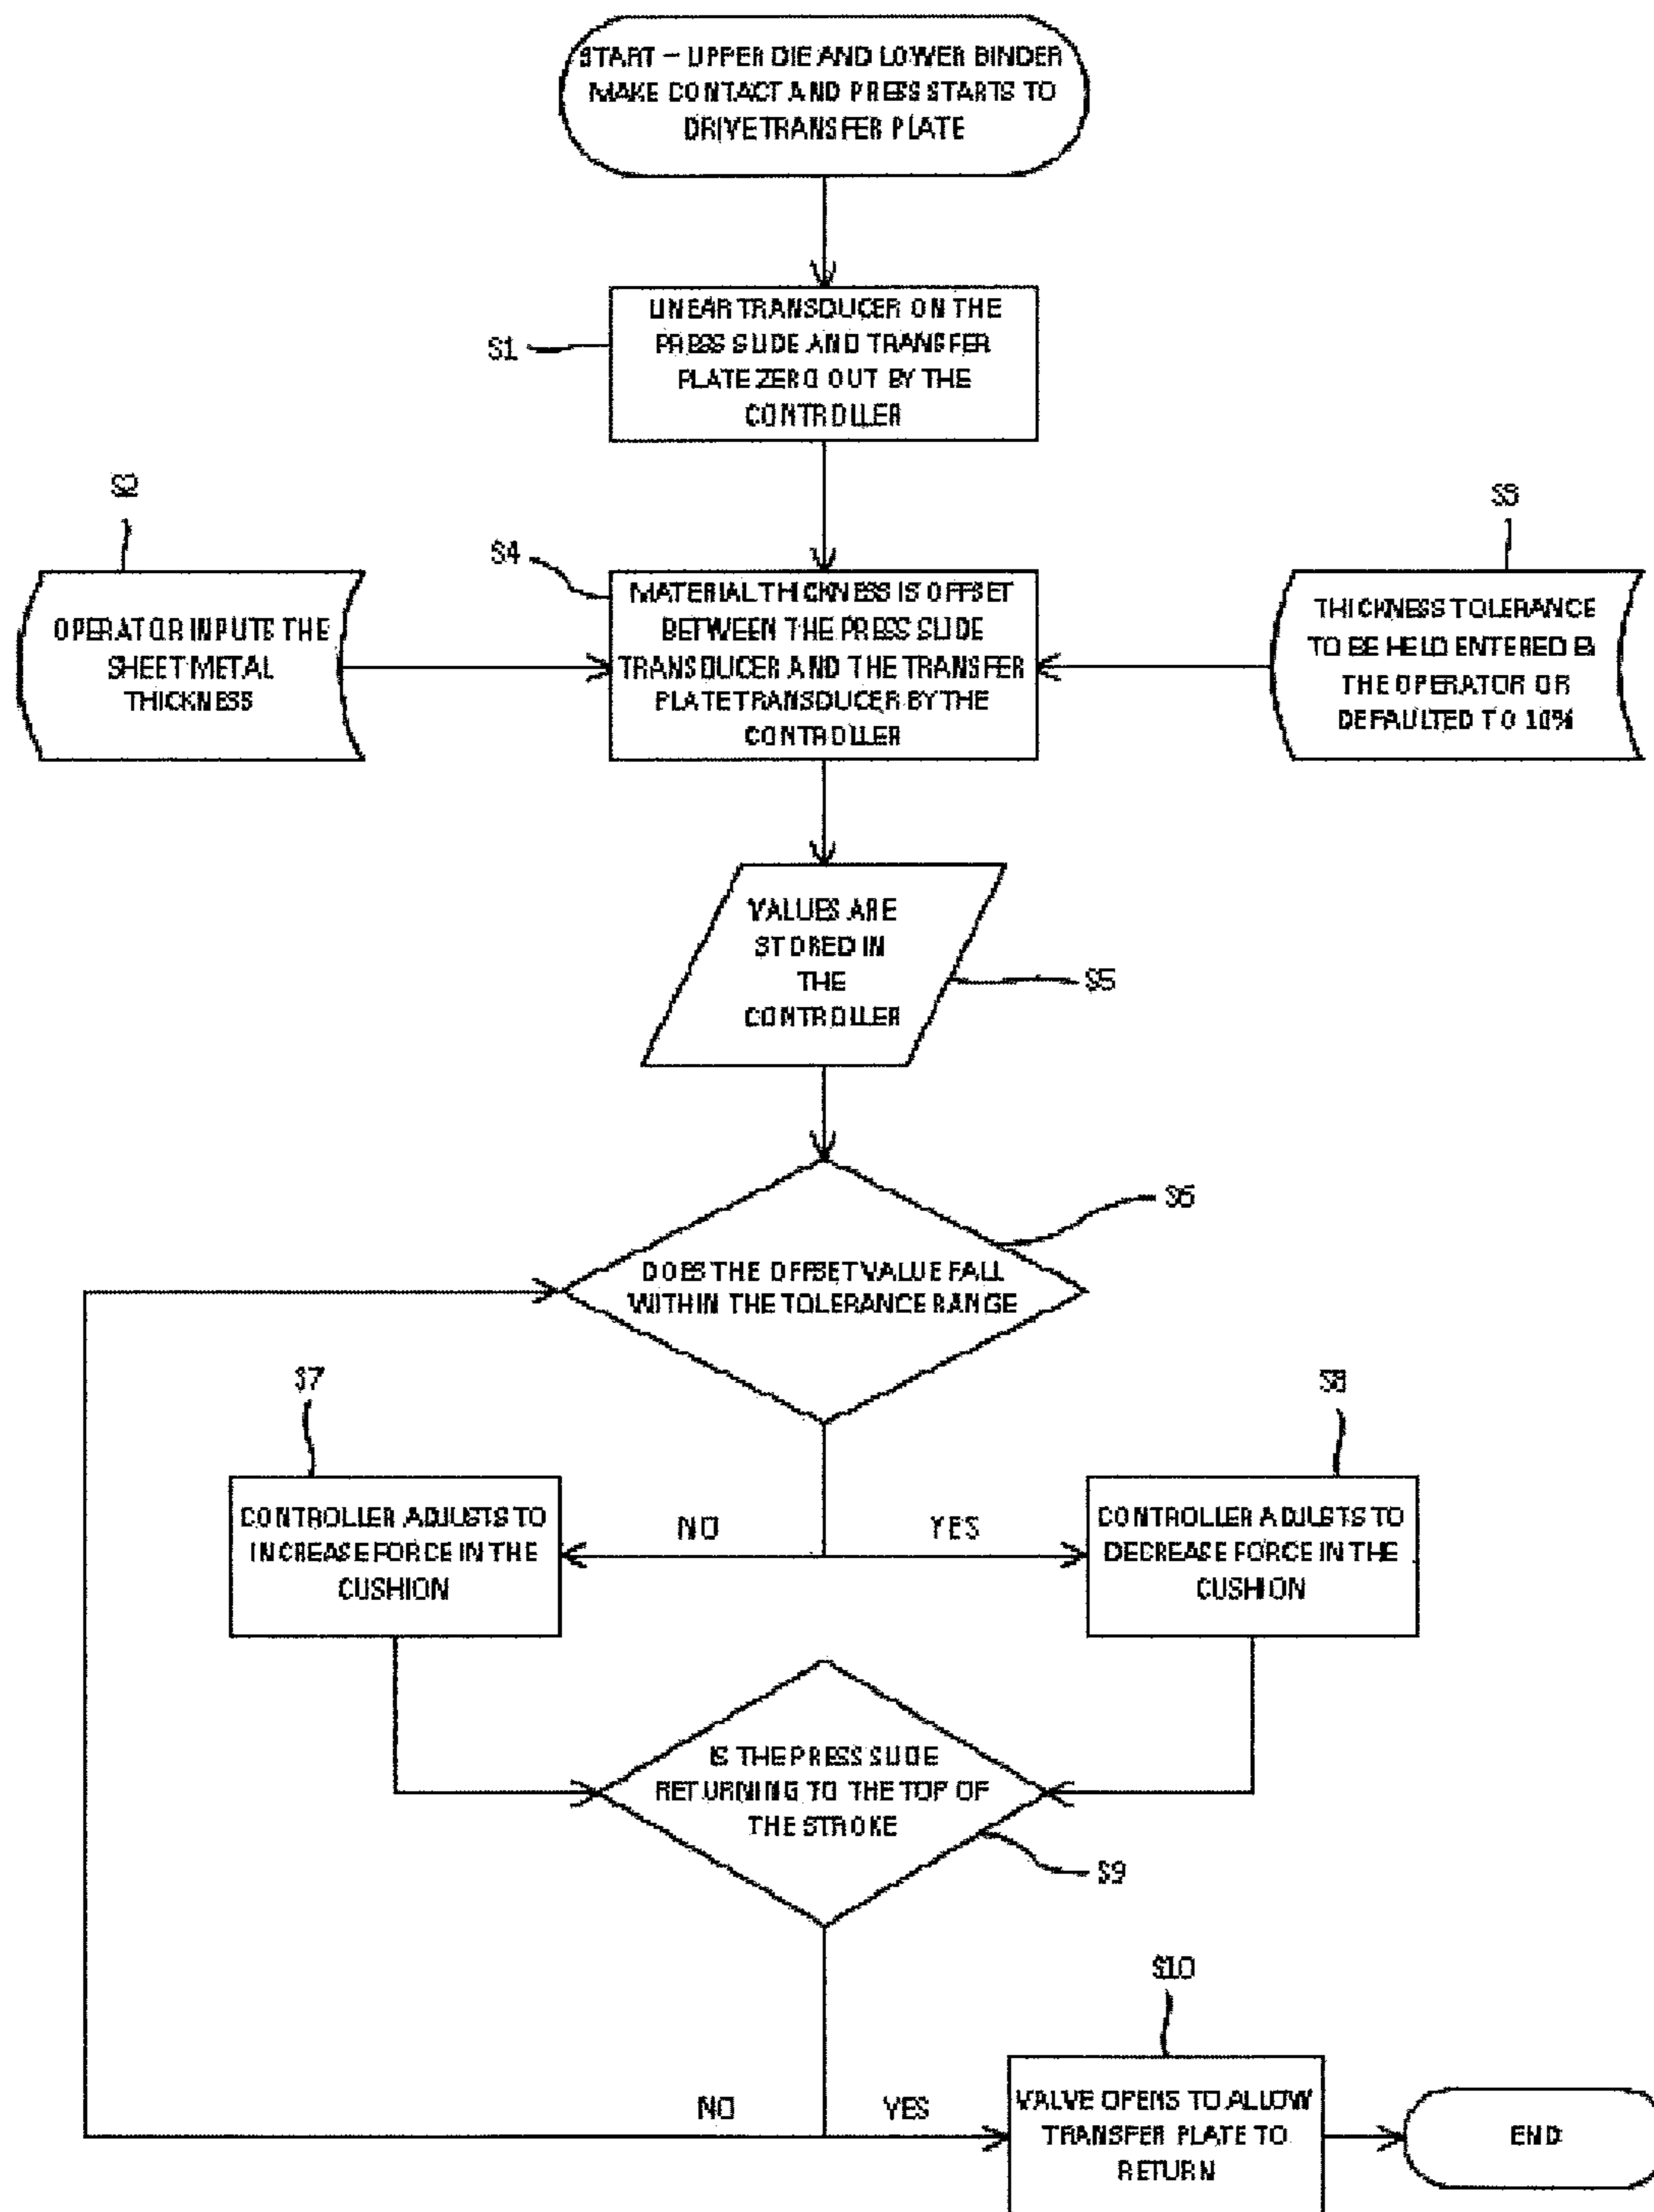 START – UPPER DIE AND LOWER BINDER
MAKE CONTACT AND PRESS STARTS TO
DRIVE TRANSFER PLATE
LINEAR TRANSDUCER ON THE
PRESS SLIDE AND TRANSFER
PLATE ZERO OUT BY THE
CONTROLLER
S1
S2
S3
S4
OPERATOR INPUTS THE
SHEET METAL
THICKNESS
MATERIAL THICKNESS IS OFFSET
BETWEEN THE PRESS SLIDE
TRANSDUCER AND THE TRANSFER
PLATE TRANSDUCER BY THE
CONTROLLER
THICKNESS TOLERANCE
TO BE HELD ENTERED B
THE OPERATOR OR
DEFAULTED TO 10%
VALUES ARE
STORED IN
THE
CONTROLLER
S5
S6
DOES THE OFFSET VALUE FALL
WITHIN THE TOLERANCE RANGE
S7
S8
CONTROLLER ADJUSTS TO
INCREASE FORCE IN THE
CUSHION
NO
YES
CONTROLLER ADJUSTS TO
DECREASE FORCE IN THE
CUSHION
IS THE PRESS SLIDE
RETURNING TO THE TOP OF
THE STROKE
S9
S10
NO
YES
VALVE OPENS TO ALLOW
TRANSFER PLATE TO
RETURN
END